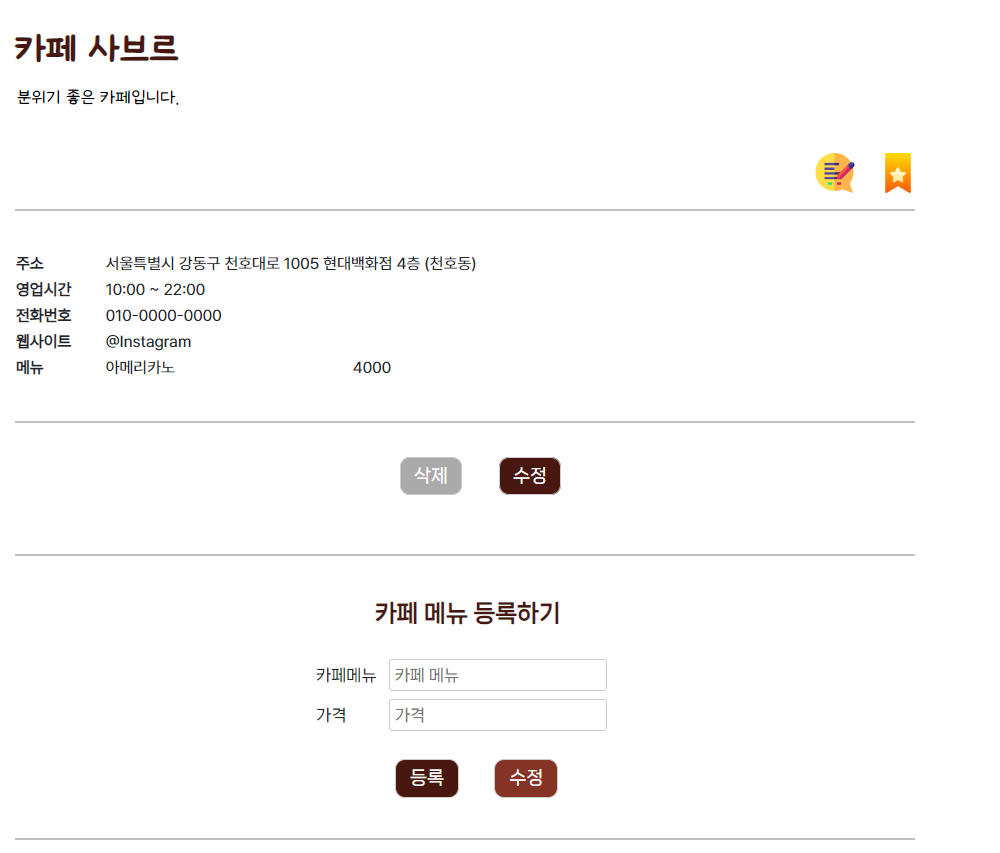 카페 사브르
분위기 좋은 카페입니다.
주소 서울특별시 강동구 천호대로 1005 현대백화점 4층 (천호동)
영업시간 10:00 ~ 22:00
전화번호 010-0000-0000
웹사이트 @Instagram
메뉴 아메리카노 4000
삭제 수정
카페 메뉴 등록하기
카페메뉴 카페 메뉴
가격 가격
등록 수정